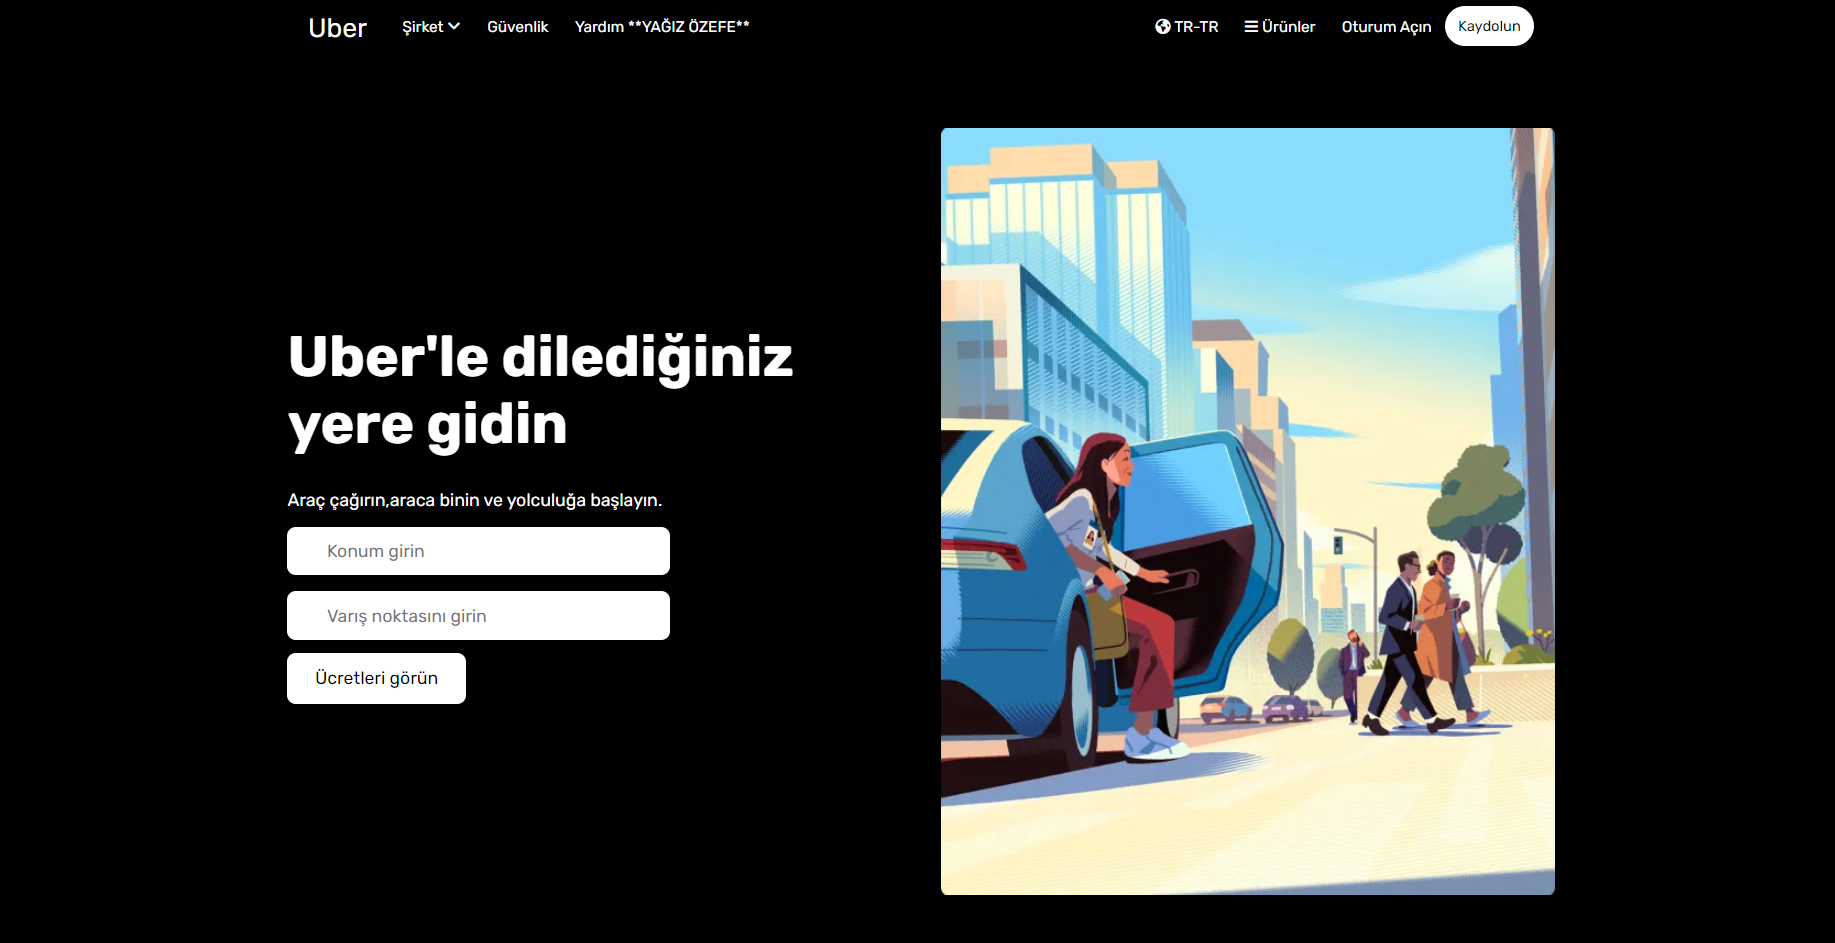 Uber Şirket Güvenlik Yardım **YAĞIZ ÖZEFE** TR-TR Ürünler Oturum Açın Kaydolun
Uber'le dilediğiniz
yere gidin
Araç çağırın,araca binin ve yolculuğa başlayın.
Konum girin
Varış noktasını girin
Ücretleri görün